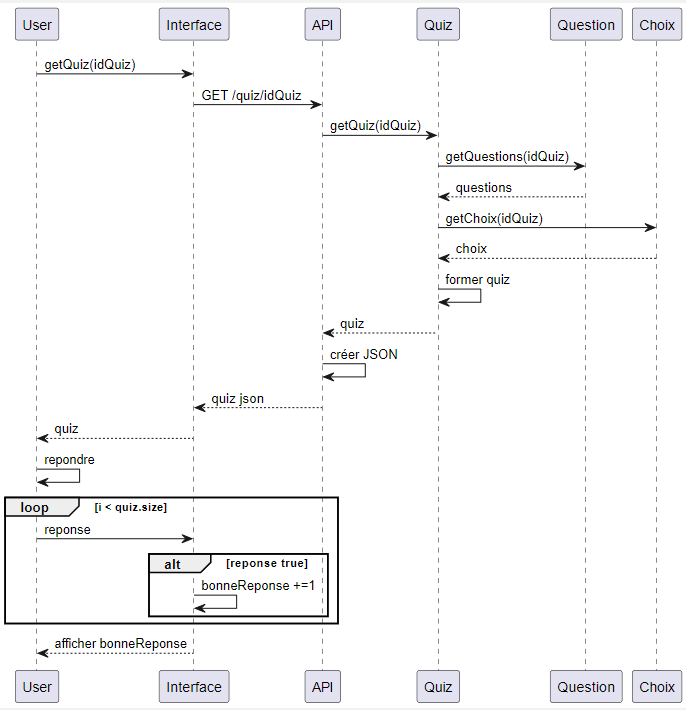 User Interface API Quiz Question Choix
getQuiz(idQuiz)
GET /quiz/idQuiz
getQuiz(idQuiz)
getQuestions(idQuiz)
questions
getChoix(idQuiz)
choix
former quiz
quiz
créer JSON
quiz json
quiz
repondre
loop [i < quiz.size]
reponse
alt [reponse true]
bonneReponse +=1
afficher bonneReponse
User Interface API Quiz Question Choix